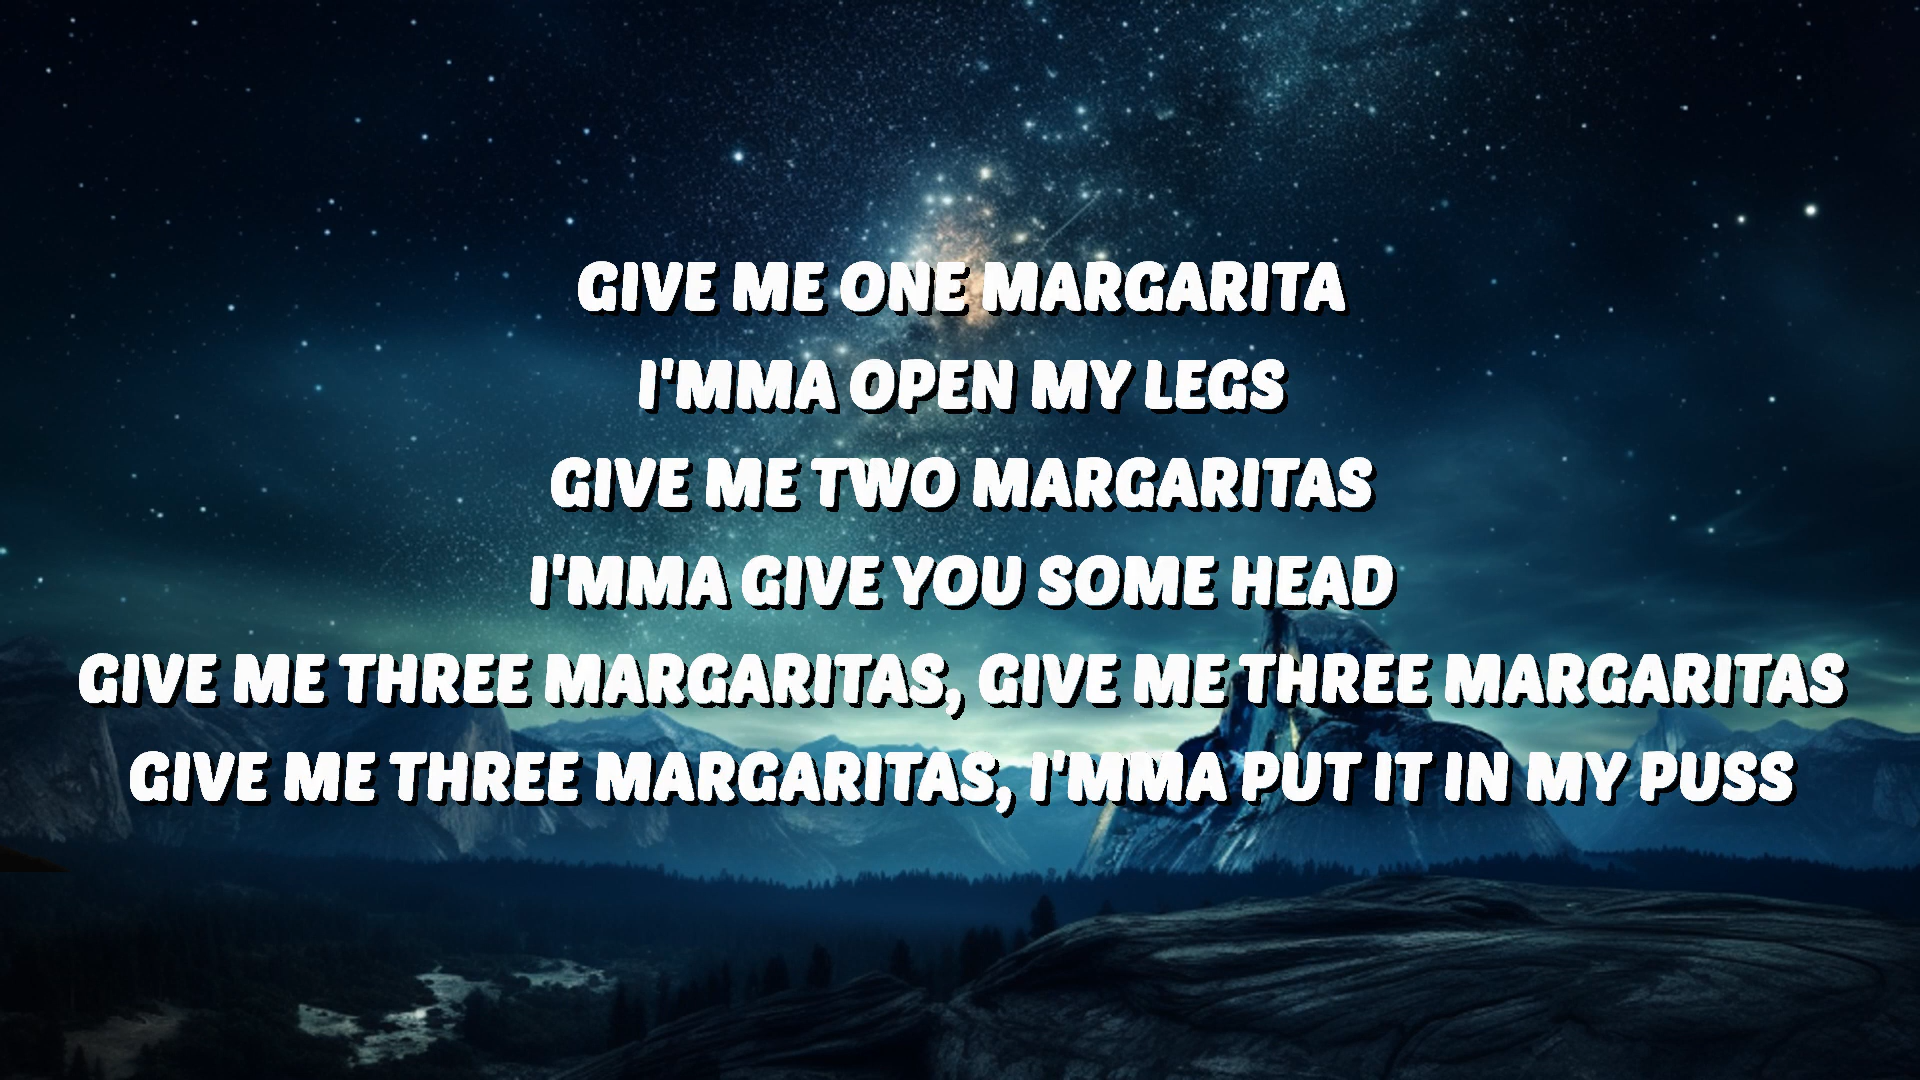 GIVE ME ONE MARGARITA
I'MMA OPEN MY LEGS
GIVE ME TWO MARGARITAS
I'MMA GIVE YOU SOME HEAD
GIVE ME THREE MARGARITAS, GIVE ME THREE MARGARITAS
GIVE ME THREE MARGARITAS, I'MMA PUT IT IN MY PUSS